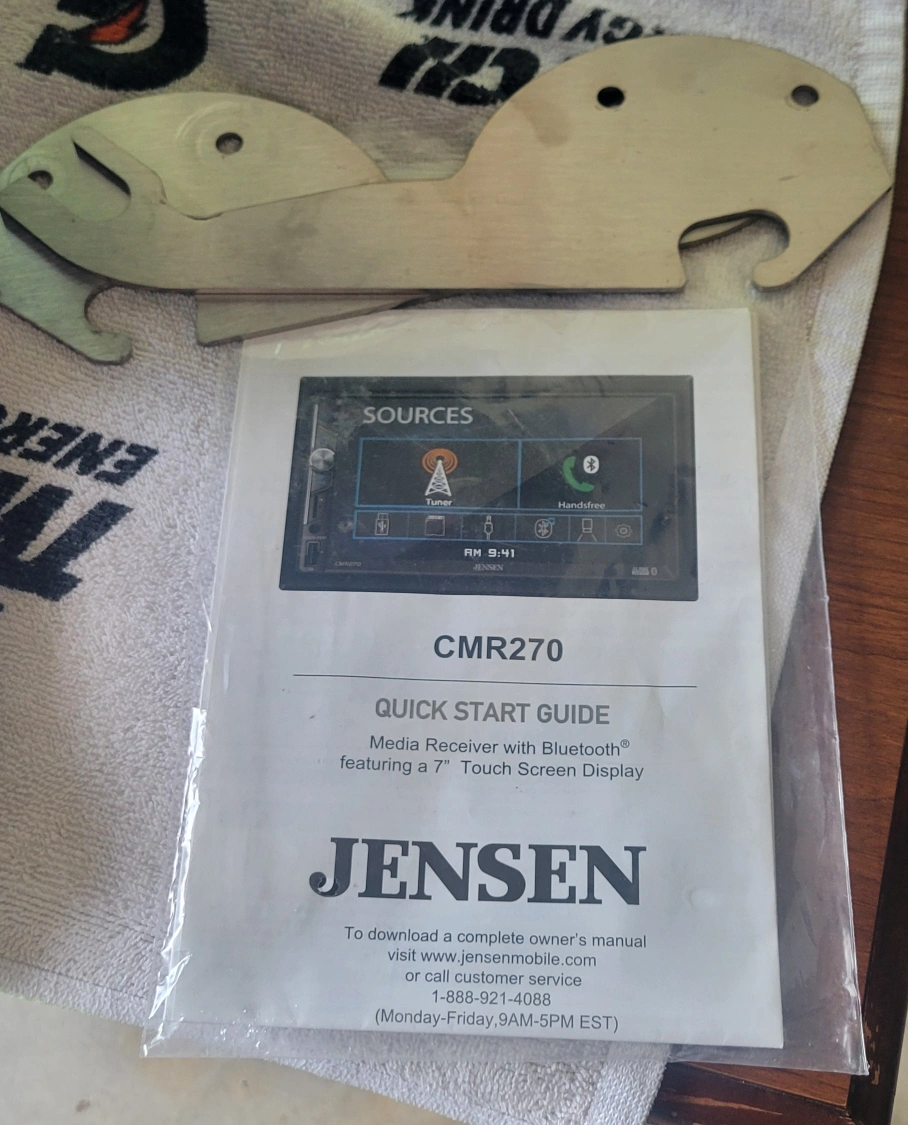 GY DRINK
SOURCES
Tuner
Handsfree
AM 9:41
JENSEN
CMR270
QUICK START GUIDE
Media Receiver with Bluetooth®
featuring a 7" Touch Screen Display
JENSEN
To download a complete owner's manual
visit www.jensenmobile.com
or call customer service
1-888-921-4088
(Monday-Friday,9AM-5PM EST)